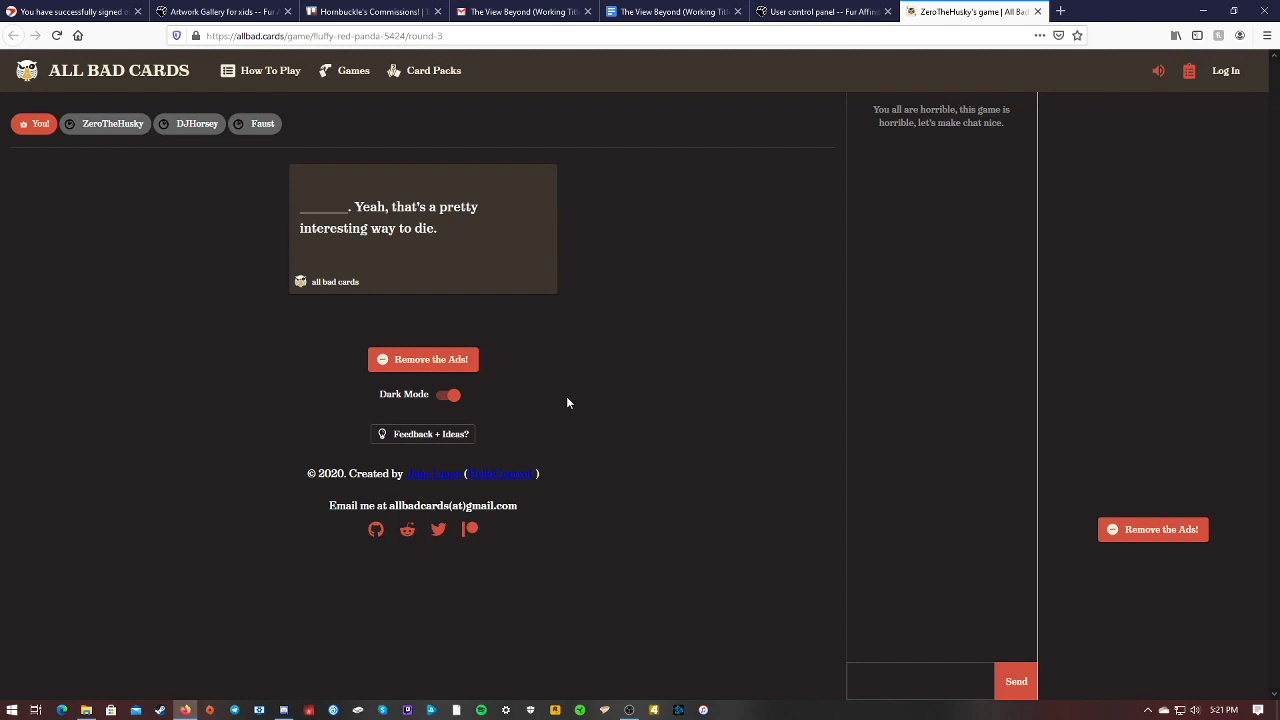 You have successfully signed o
Artwork Gallery for kids -- Fur A
Hornbuckle's Commissions! | T
The View Beyond (Working Titl
The View Beyond (Working Titl
User control panel -- Fur Affin
ZeroTheHusky's game | All Bad
https://allbad.cards/game/fluffy-red-panda-5424/round-3
ALL BAD CARDS
How To Play
Games
Card Packs
Log In
You!
ZeroTheHusky
DJHorsey
Faust
You all are horrible, this game is
horrible, let's make chat nice.
_______. Yeah, that's a pretty
interesting way to die.
all bad cards
Remove the Ads!
Dark Mode
Feedback + Ideas?
© 2020. Created by Jake Lauer ( )
Email me at allbadcards(at)gmail.com
Remove the Ads!
Send
5:21 PM